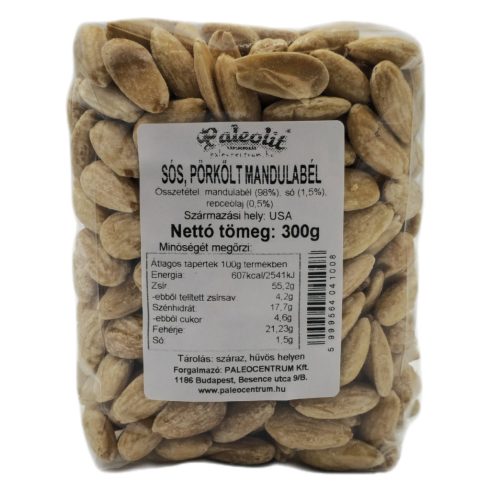 Paleolit
paleocentrum.hu
SÓS, PÖRKÖLT MANDULABÉL
Összetétel: mandulabél (98%), só (1,5%),
repceolaj (0,5%)
Származási hely: USA
Nettó tömeg: 300g
Minőségét megőrzi:
Átlagos tápérték 100g termékben
Energia: 607kcal/2541kJ
Zsír 55,2g
-ebből telített zsírsav 4,2g
Szénhidrát 17,7g
-ebből cukor 4,6g
Fehérje: 21,23g
Só: 1,5g
Tárolás: száraz, hűvös helyen
Forgalmazó: PALEOCENTRUM Kft.
1186 Budapest, Besence utca 9/B.
www.paleocentrum.hu
5 999564 041008